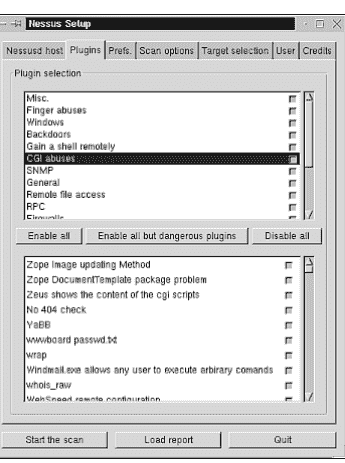 Nessus Setup
Nessusd host Plugins Prefs. Scan options Target selection User Credits
Plugin selection
Misc.
Finger abuses
Windows
Backdoors
Gain a shell remotely
CGI abuses
SNMP
General
Remote file access
RPC
Firewalls
Enable all Enable all but dangerous plugins Disable all
Zope Image updating Method
Zope DocumentTemplate package problem
Zeus shows the content of the cgi scripts
No 404 check
YaBB
wwwboard passwd.txt
wrap
Windmail.exe allows any user to execute arbirary comands
whois_raw
WebSpeed remote configuration
Start the scan Load report Quit